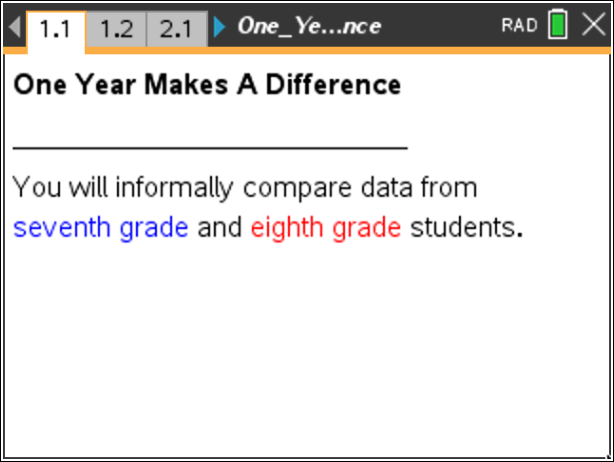 1.1 1.2 2.1 One_Ye...nce RAD
One Year Makes A Difference
You will informally compare data from
seventh grade and eighth grade students.